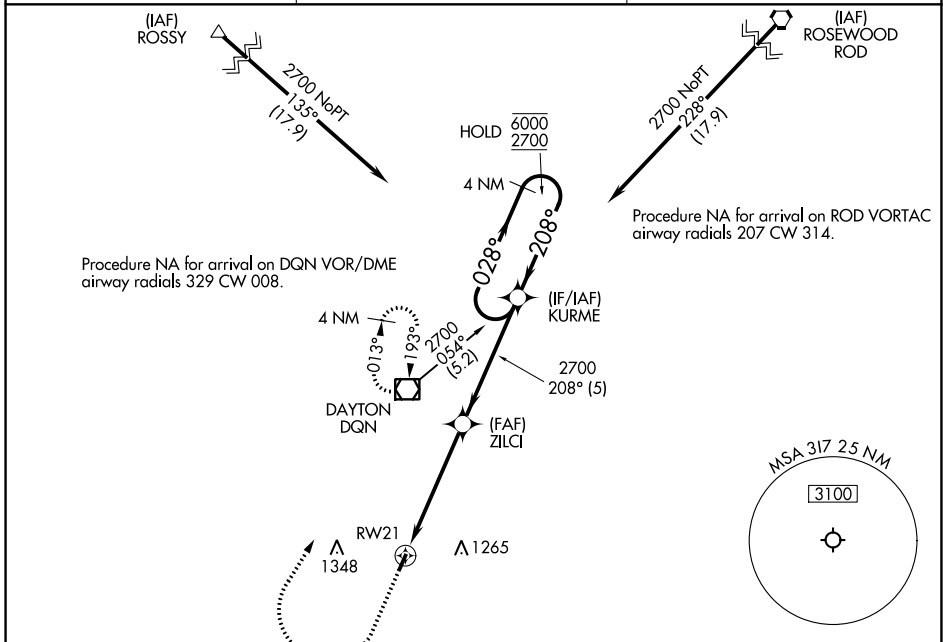 (IAF)
ROSSY
2700 NoPT
135°
(17.9)
(IAF)
ROSEWOOD
ROD
2700 NoPT
228°
(17.9)
HOLD
6000
2700
4 NM
028°
208°
Procedure NA for arrival on ROD VORTAC
airway radials 207 CW 314.
Procedure NA for arrival on DQN VOR/DME
airway radials 329 CW 008.
(IF/IAF)
KURME
4 NM
013°
193°
2700
054°
(5.2)
2700
208° (5)
DAYTON
DQN
(FAF)
ZILCI
MSA 3I7 25 NM
3100
RW21
1348
1265